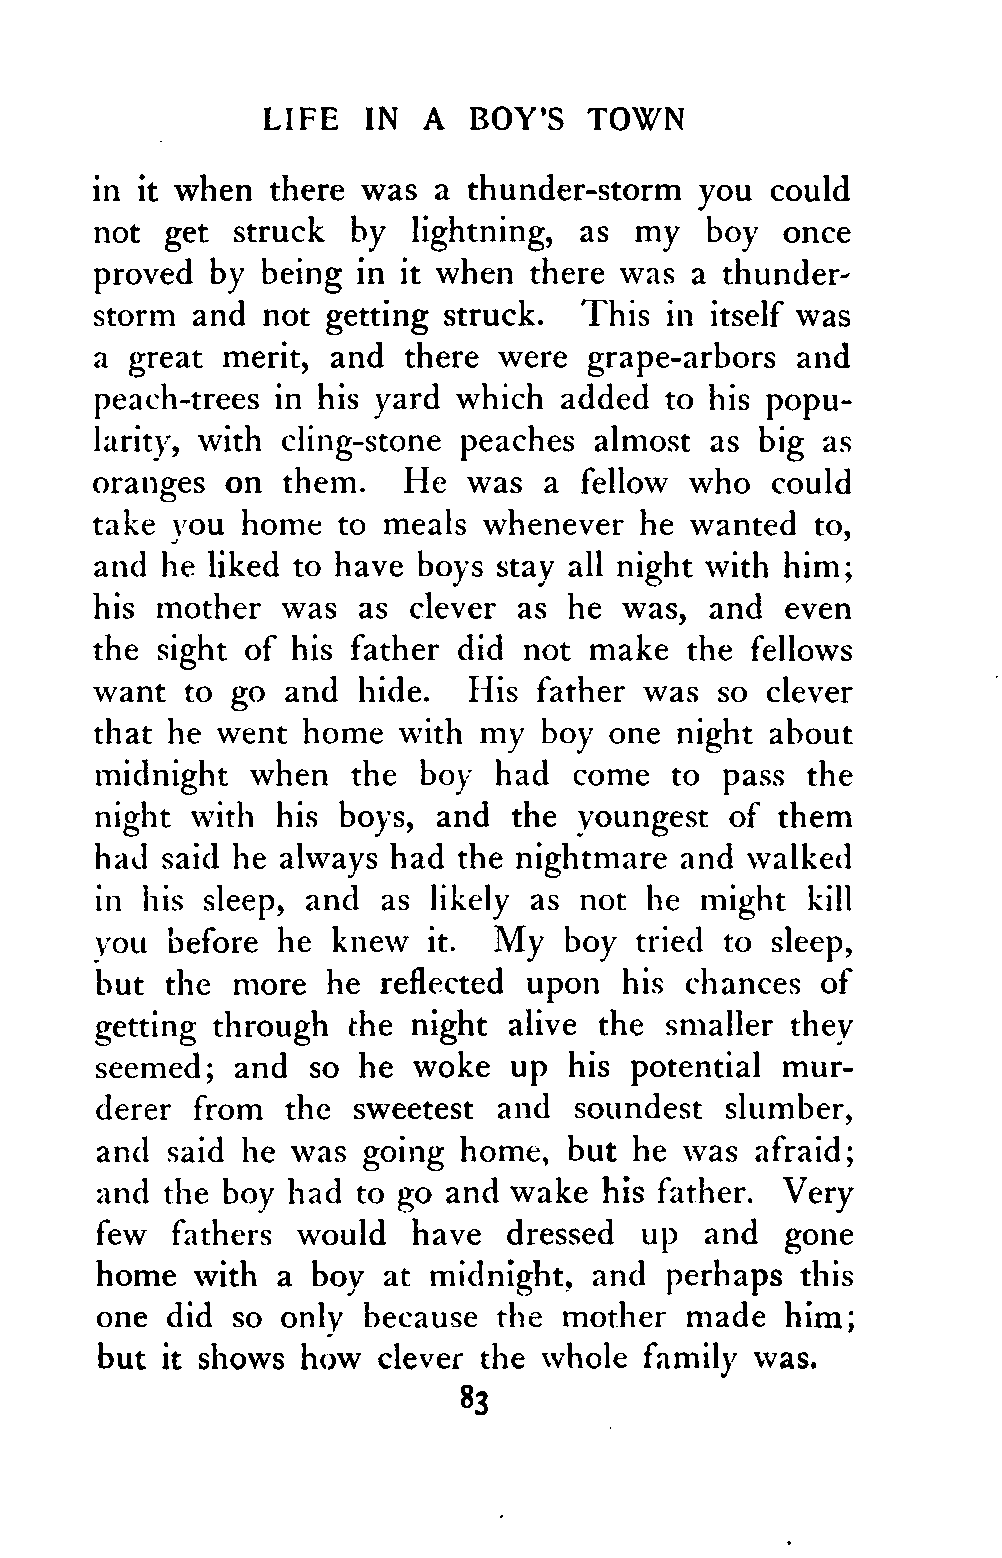 LIFE IN A BOY'S TOWN
in it when there was a thunder-storm you could
not get struck by lightning, as my boy once
proved by being in it when there was a thunder-
storm and not getting struck. This in itself was
a great merit, and there were grape-arbors and
peach-trees in his yard which added to his popu-
larity, with cling-stone peaches almost as big as
oranges on them. He was a fellow who could
take you home to meals whenever he wanted to,
and he liked to have boys stay all night with him;
his mother was as clever as he was, and even
the sight of his father did not make the fellows
want to go and hide. His father was so clever
that he went home with my boy one night about
midnight when the boy had come to pass the
night with his boys, and the youngest of them
had said he always had the nightmare and walked
in his sleep, and as likely as not he might kill
you before he knew it. My boy tried to sleep,
but the more he reflected upon his chances of
getting through the night alive the smaller they
seemed; and so he woke up his potential mur-
derer from the sweetest and soundest slumber,
and said he was going home, but he was afraid;
and the boy had to go and wake his father. Very
few fathers would have dressed up and gone
home with a boy at midnight, and perhaps this
one did so only because the mother made him;
but it shows how clever the whole family was.
83